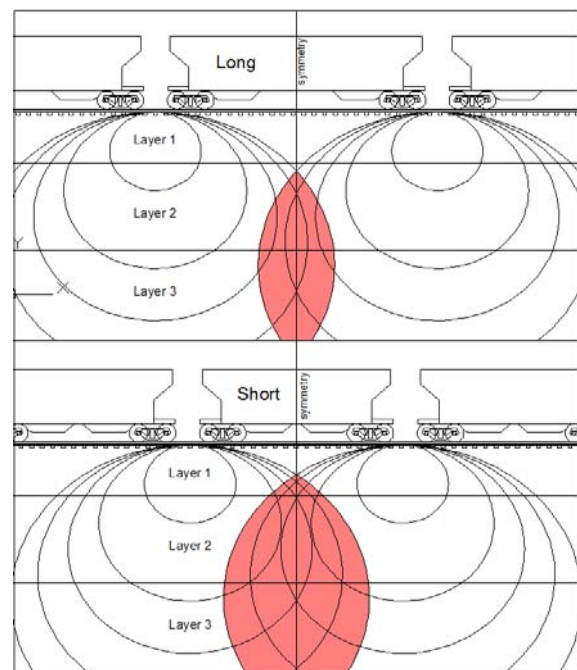 Long
symmetry
Layer 1
Layer 2
Y
X
Layer 3
Short
symmetry
Layer 1
Layer 2
Layer 3